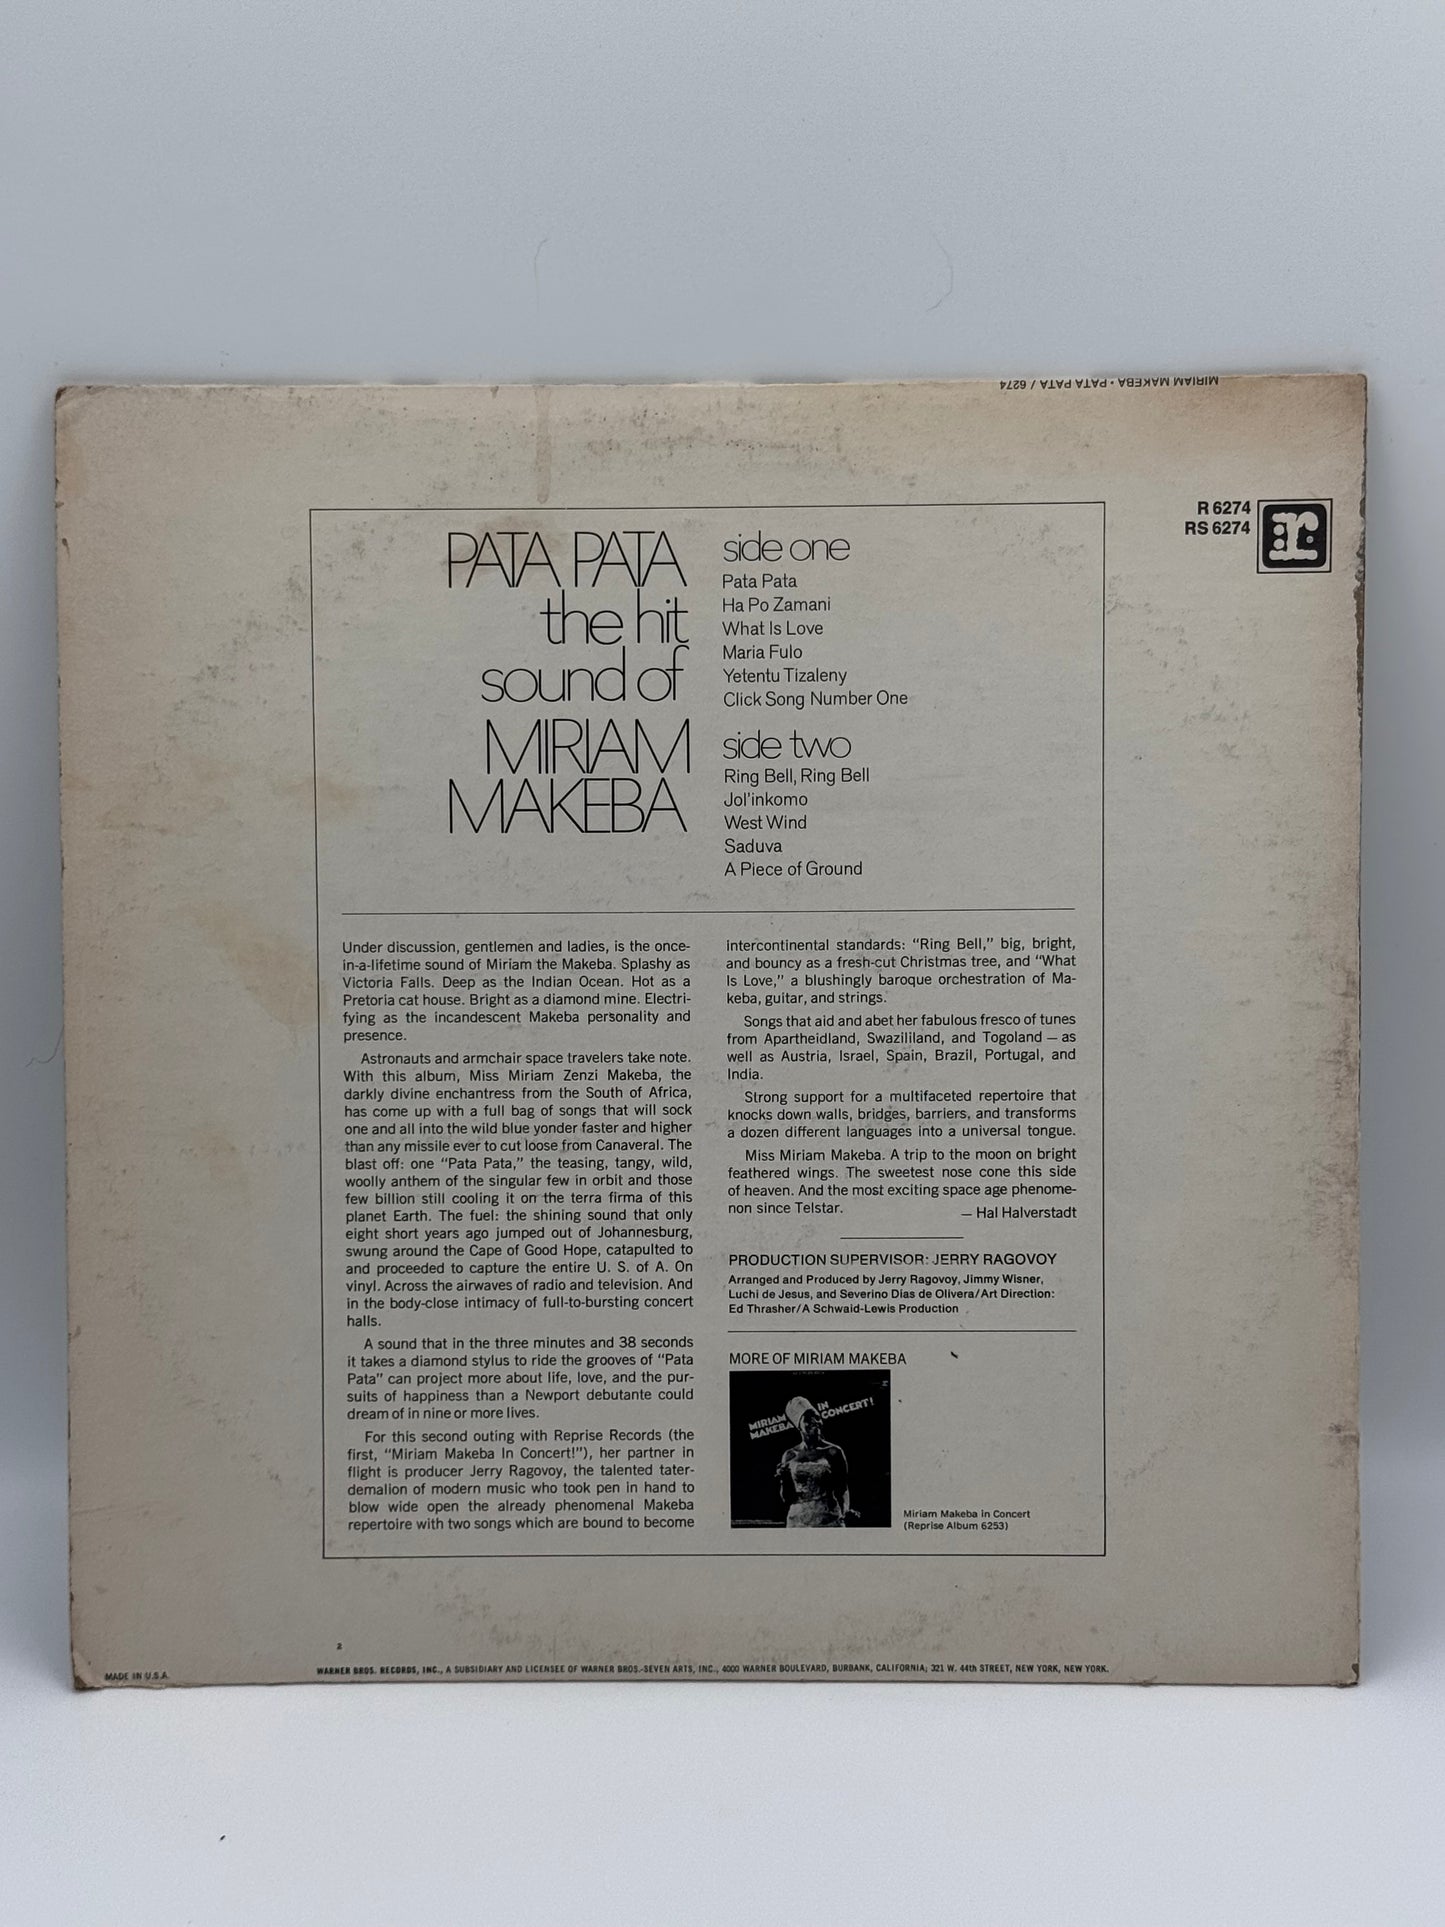 MIRIAM MAKEBA • PATA PATA / 6274
R 6274
RS 6274
r:
PATA PATA
the hit
sound of
MIRIAM
MAKEBA
side one
Pata Pata
Ha Po Zamani
What Is Love
Maria Fulo
Yetentu Tizaleny
Click Song Number One
side two
Ring Bell, Ring Bell
Jol'inkomo
West Wind
Saduva
A Piece of Ground
Under discussion, gentlemen and ladies, is the once-
in-a-lifetime sound of Miriam the Makeba. Splashy as
Victoria Falls. Deep as the Indian Ocean. Hot as a
Pretoria cat house. Bright as a diamond mine. Electri-
fying as the incandescent Makeba personality and
presence.
Astronauts and armchair space travelers take note.
With this album, Miss Miriam Zenzi Makeba, the
darkly divine enchantress from the South of Africa,
has come up with a full bag of songs that will sock
one and all into the wild blue yonder faster and higher
than any missile ever to cut loose from Canaveral. The
blast off: one "Pata Pata," the teasing, tangy, wild,
woolly anthem of the singular few in orbit and those
few billion still cooling it on the terra firma of this
planet Earth. The fuel: the shining sound that only
eight short years ago jumped out of Johannesburg,
swung around the Cape of Good Hope, catapulted to
and proceeded to capture the entire U. S. of A. On
vinyl. Across the airwaves of radio and television. And
in the body-close intimacy of full-to-bursting concert
halls.
A sound that in the three minutes and 38 seconds
it takes a diamond stylus to ride the grooves of "Pata
Pata" can project more about life, love, and the pur-
suits of happiness than a Newport debutante could
dream of in nine or more lives.
For this second outing with Reprise Records (the
first, "Miriam Makeba In Concert!"), her partner in
flight is producer Jerry Ragovoy, the talented tater-
demalion of modern music who took pen in hand to
blow wide open the already phenomenal Makeba
repertoire with two songs which are bound to become
intercontinental standards: "Ring Bell," big, bright,
and bouncy as a fresh-cut Christmas tree, and "What
Is Love," a blushingly baroque orchestration of Ma-
keba, guitar, and strings.
Songs that aid and abet her fabulous fresco of tunes
from Apartheidland, Swazililand, and Togoland — as
well as Austria, Israel, Spain, Brazil, Portugal, and
India.
Strong support for a multifaceted repertoire that
knocks down walls, bridges, barriers, and transforms
a dozen different languages into a universal tongue.
Miss Miriam Makeba. A trip to the moon on bright
feathered wings. The sweetest nose cone this side
of heaven. And the most exciting space age phenome-
non since Telstar.
— Hal Halverstadt
PRODUCTION SUPERVISOR: JERRY RAGOVOY
Arranged and Produced by Jerry Ragovoy, Jimmy Wisner,
Luchi de Jesus, and Severino Dias de Olivera/Art Direction:
Ed Thrasher/A Schwaid-Lewis Production
MORE OF MIRIAM MAKEBA
MIRIAM MAKEBA IN CONCERT!
Miriam Makeba in Concert
(Reprise Album 6253)
2
MADE IN U.S.A.
WARNER BROS. RECORDS, INC., A SUBSIDIARY AND LICENSEE OF WARNER BROS.-SEVEN ARTS, INC., 4000 WARNER BOULEVARD, BURBANK, CALIFORNIA; 321 W. 44th STREET, NEW YORK, NEW YORK.